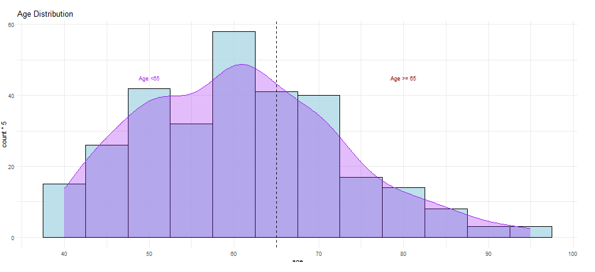 Age Distribution
60
Age <65
Age >= 65
40
count * 5
20
0
40 50 60 70 80 90 100
age